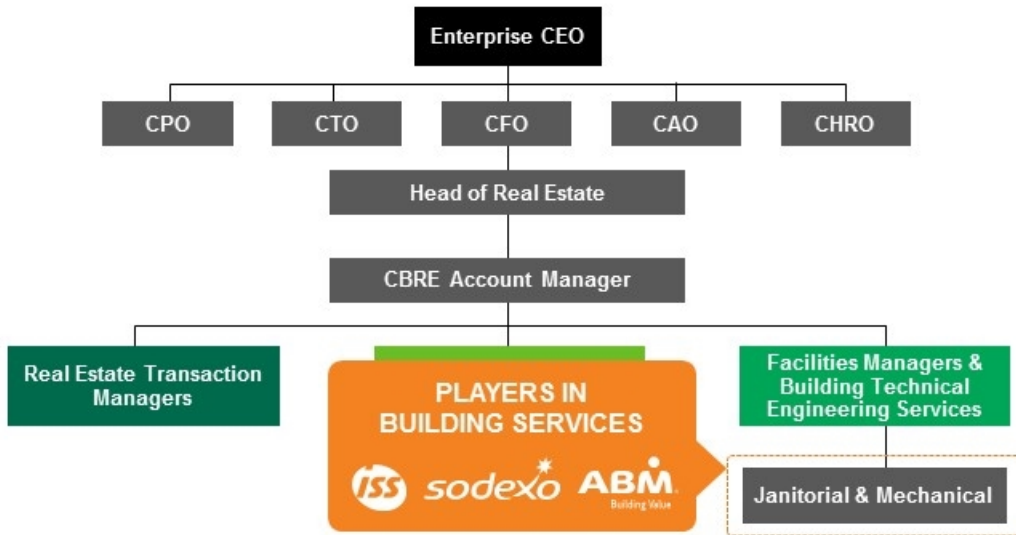 Enterprise CEO
CPO
CTO
CFO
CAO
CHRO
Head of Real Estate
CBRE Account Manager
Real Estate Transaction
Managers
PLAYERS IN
BUILDING SERVICES
ISS
sodexo
ABM
Building Value
Facilities Managers &
Building Technical
Engineering Services
Janitorial & Mechanical